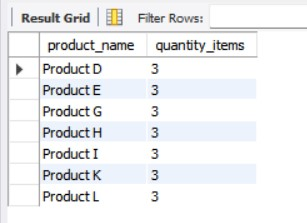 Result Grid Filter Rows:
product_name quantity_items
Product D 3
Product E 3
Product G 3
Product H 3
Product I 3
Product K 3
Product L 3